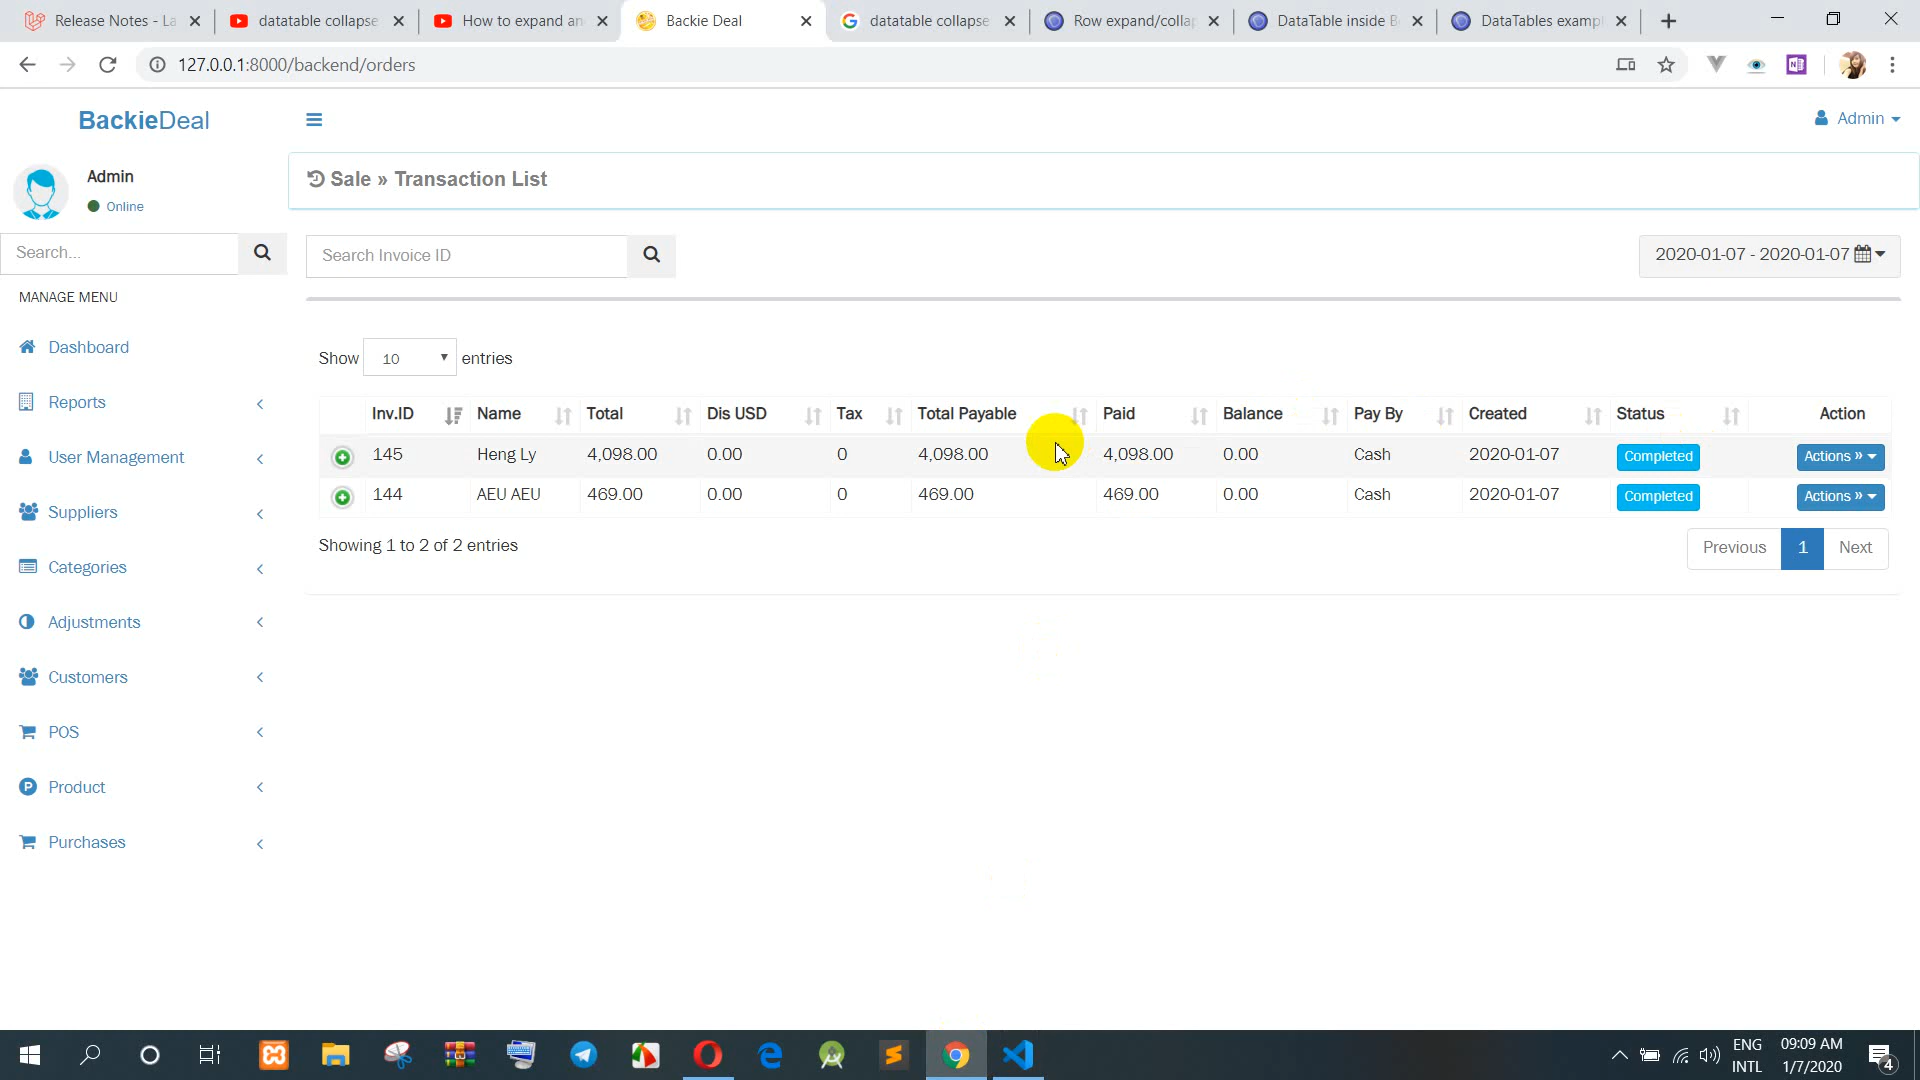 Release Notes - La
datatable collapse
How to expand an
Backie Deal
datatable collapse
Row expand/collap
DataTable inside B
DataTables exampl
127.0.0.1:8000/backend/orders
BackieDeal
Admin
Admin
Online
Sale » Transaction List
Search...
Search Invoice ID
2020-01-07 - 2020-01-07
MANAGE MENU
Dashboard
Reports
User Management
Suppliers
Categories
Adjustments
Customers
POS
Product
Purchases
Show 10 entries
Inv.ID Name Total Dis USD Tax Total Payable Paid Balance Pay By Created Status Action
145 Heng Ly 4,098.00 0.00 0 4,098.00 4,098.00 0.00 Cash 2020-01-07 Completed Actions »
144 AEU AEU 469.00 0.00 0 469.00 469.00 0.00 Cash 2020-01-07 Completed Actions »
Showing 1 to 2 of 2 entries
Previous 1 Next
ENG
INTL
09:09 AM
1/7/2020
4